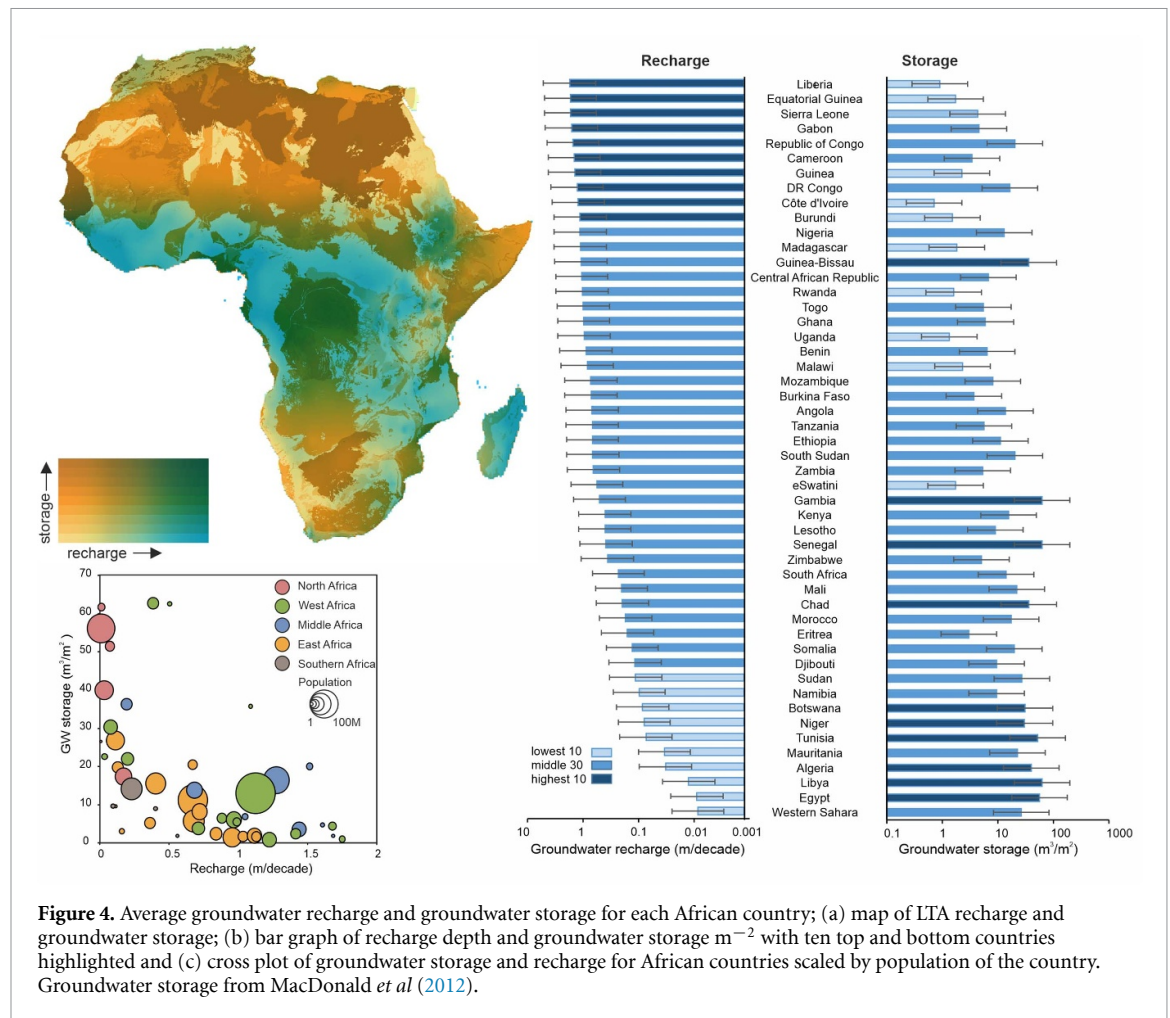 Recharge
Storage
Liberia
Equatorial Guinea
Sierra Leone
Gabon
Republic of Congo
Cameroon
Guinea
DR Congo
Côte d'Ivoire
Burundi
Nigeria
Madagascar
Guinea-Bissau
Central African Republic
Rwanda
Togo
Ghana
Uganda
Benin
Malawi
Mozambique
Burkina Faso
Angola
Tanzania
Ethiopia
South Sudan
Zambia
eSwatini
Gambia
Kenya
Lesotho
Senegal
Zimbabwe
South Africa
Mali
Chad
Morocco
Eritrea
Somalia
Djibouti
Sudan
Namibia
Botswana
Niger
Tunisia
Mauritania
Algeria
Libya
Egypt
Western Sahara
lowest 10
middle 30
highest 10
10 1 0.1 0.01 0.001
Groundwater recharge (m/decade)
0.1 1 10 100 1000
Groundwater storage (m³/m²)
storage
recharge
70
60
50
40
30
20
10
0
GW storage (m³/m²)
North Africa
West Africa
Middle Africa
East Africa
Southern Africa
Population
1 100M
0 0.5 1 1.5 2
Recharge (m/decade)
Figure 4. Average groundwater recharge and groundwater storage for each African country; (a) map of LTA recharge and
groundwater storage; (b) bar graph of recharge depth and groundwater storage m−2 with ten top and bottom countries
highlighted and (c) cross plot of groundwater storage and recharge for African countries scaled by population of the country.
Groundwater storage from MacDonald et al (2012).